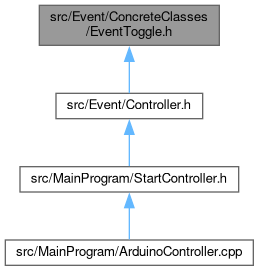 src/Event/ConcreteClasses
/EventToggle.h
src/Event/Controller.h
src/MainProgram/StartController.h
src/MainProgram/ArduinoController.cpp